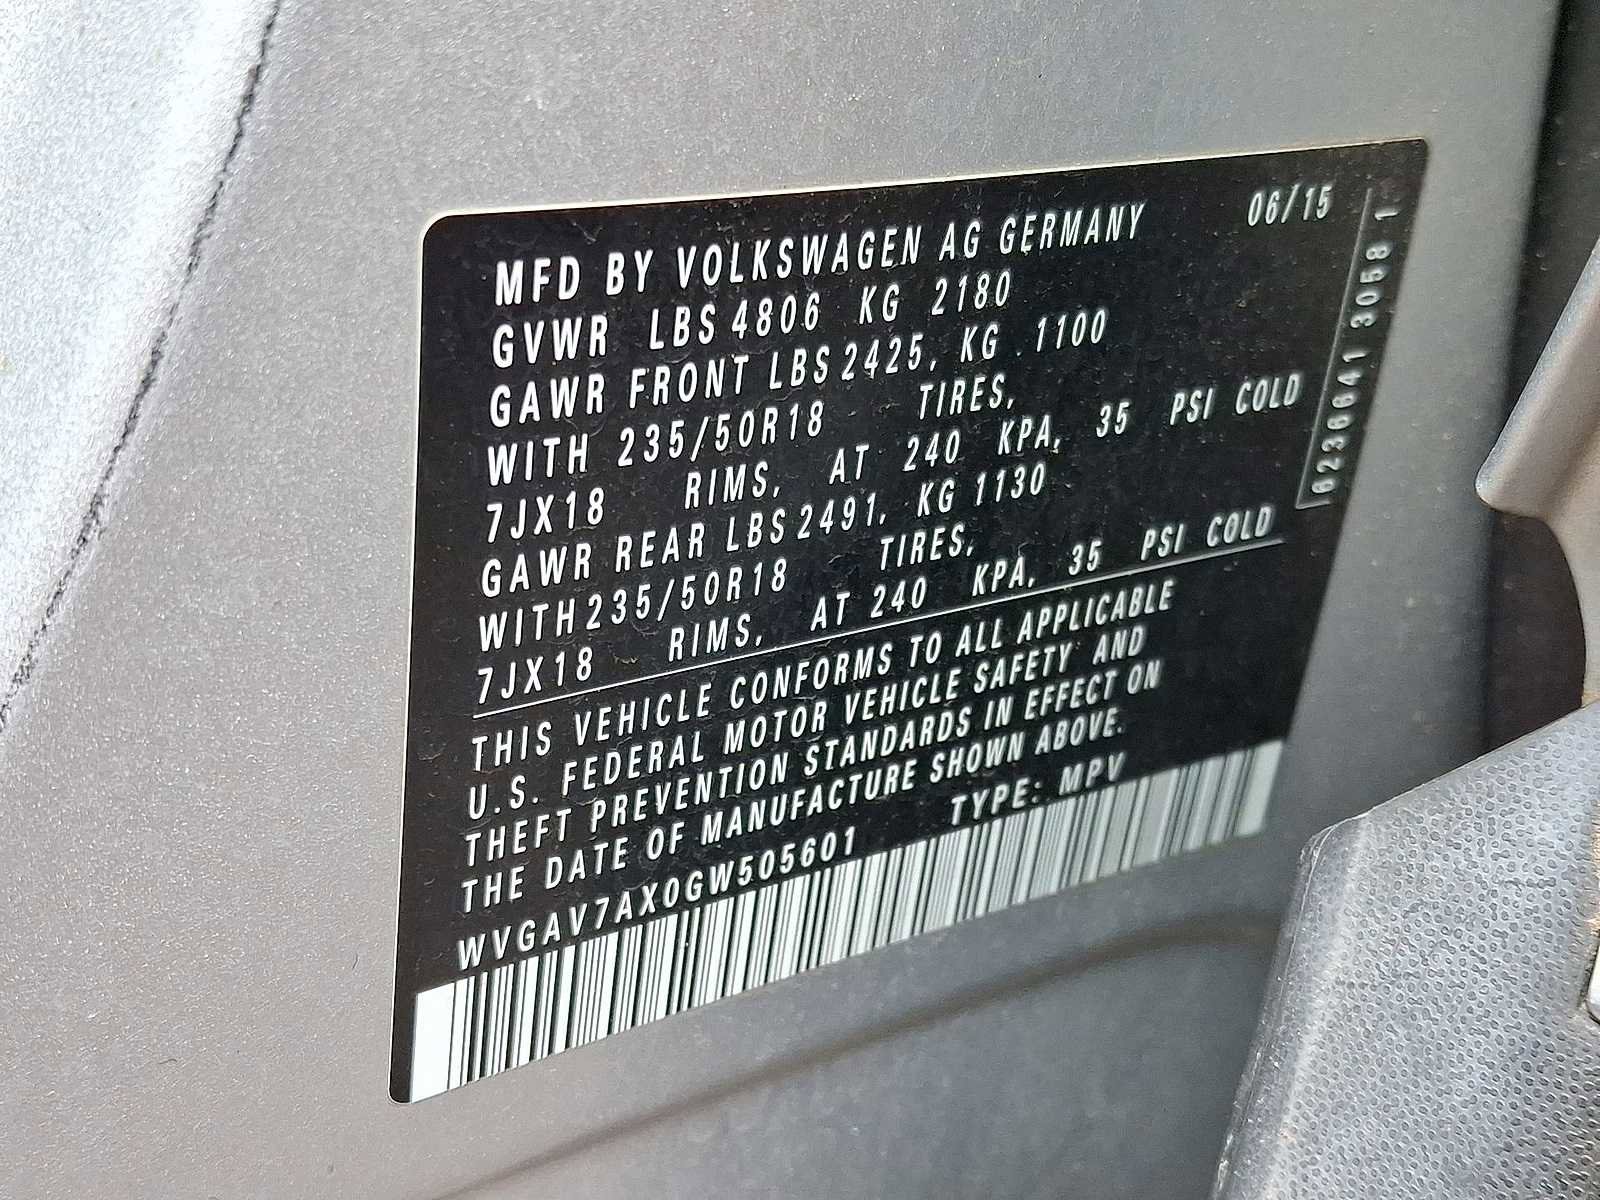 MFD BY VOLKSWAGEN AG GERMANY 06/15
GVWR LBS 4806 KG 2180
GAWR FRONT LBS 2425, KG 1100
WITH 235/50R18 TIRES,
7JX18 RIMS, AT 240 KPA, 35 PSI COLD
GAWR REAR LBS 2491, KG 1130
WITH 235/50R18 TIRES,
7JX18 RIMS, AT 240 KPA, 35 PSI COLD
THIS VEHICLE CONFORMS TO ALL APPLICABLE
U.S. FEDERAL MOTOR VEHICLE SAFETY AND
THEFT PREVENTION STANDARDS IN EFFECT ON
THE DATE OF MANUFACTURE SHOWN ABOVE.
WVGAV7AX0GW505601 TYPE: MPV
6236641 3058 1